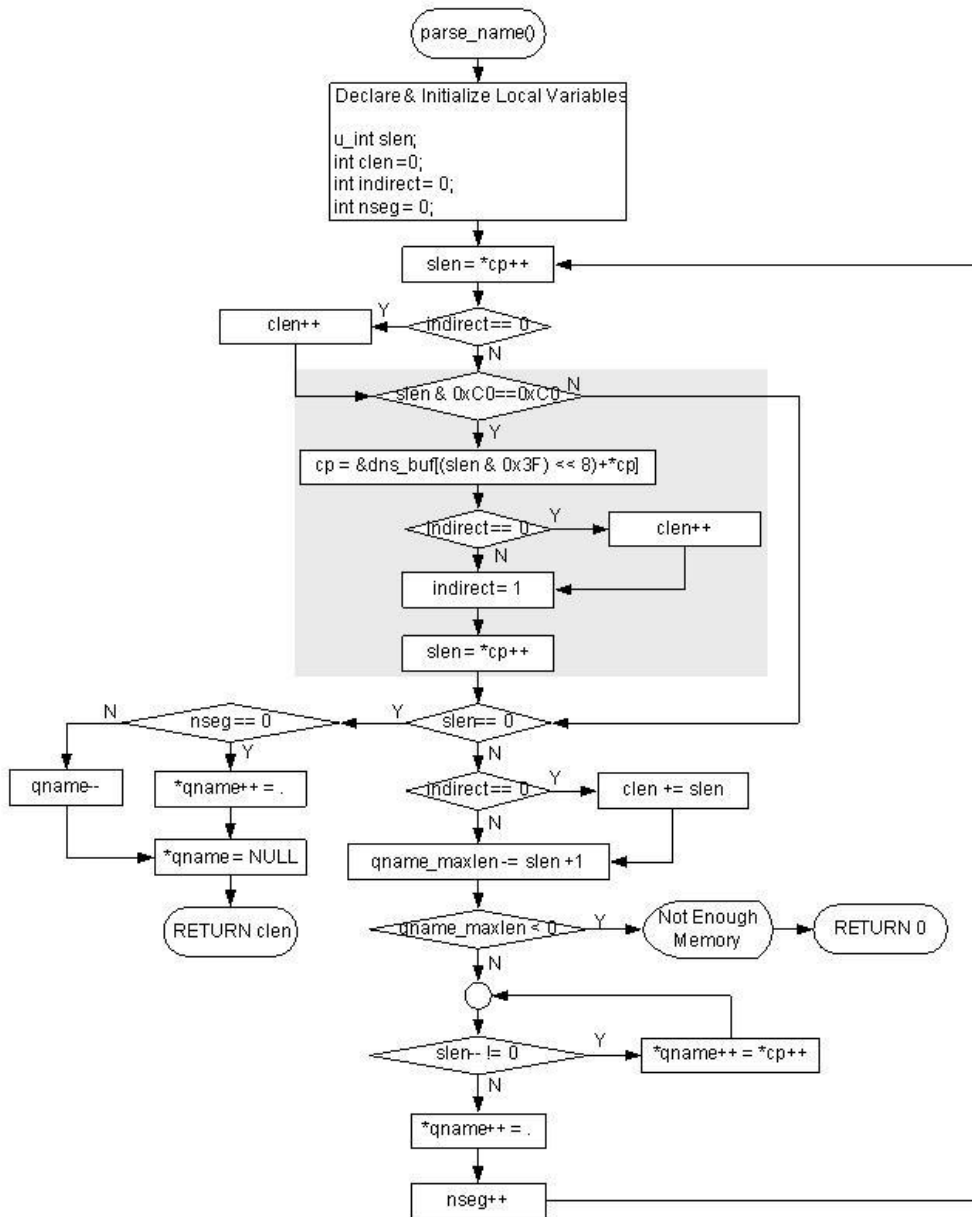 parse_name()
Declare & Initialize Local Variables
u_int slen;
int clen =0;
int indirect = 0;
int nseg = 0;
slen = *cp++
indirect == 0
Y
clen++
N
slen & 0xC0==0xC0
N
Y
cp = &dns_buf[(slen & 0x3F) << 8)+*cp]
indirect == 0
Y
clen++
N
indirect = 1
slen = *cp++
slen == 0
Y
nseg == 0
N
Y
qname--
*qname++ = .
*qname = NULL
RETURN clen
N
indirect == 0
Y
clen += slen
N
qname_maxlen -= slen +1
qname_maxlen < 0
Y
Not Enough
Memory
RETURN 0
N
slen-- != 0
Y
*qname++ = *cp++
N
*qname++ = .
nseg++